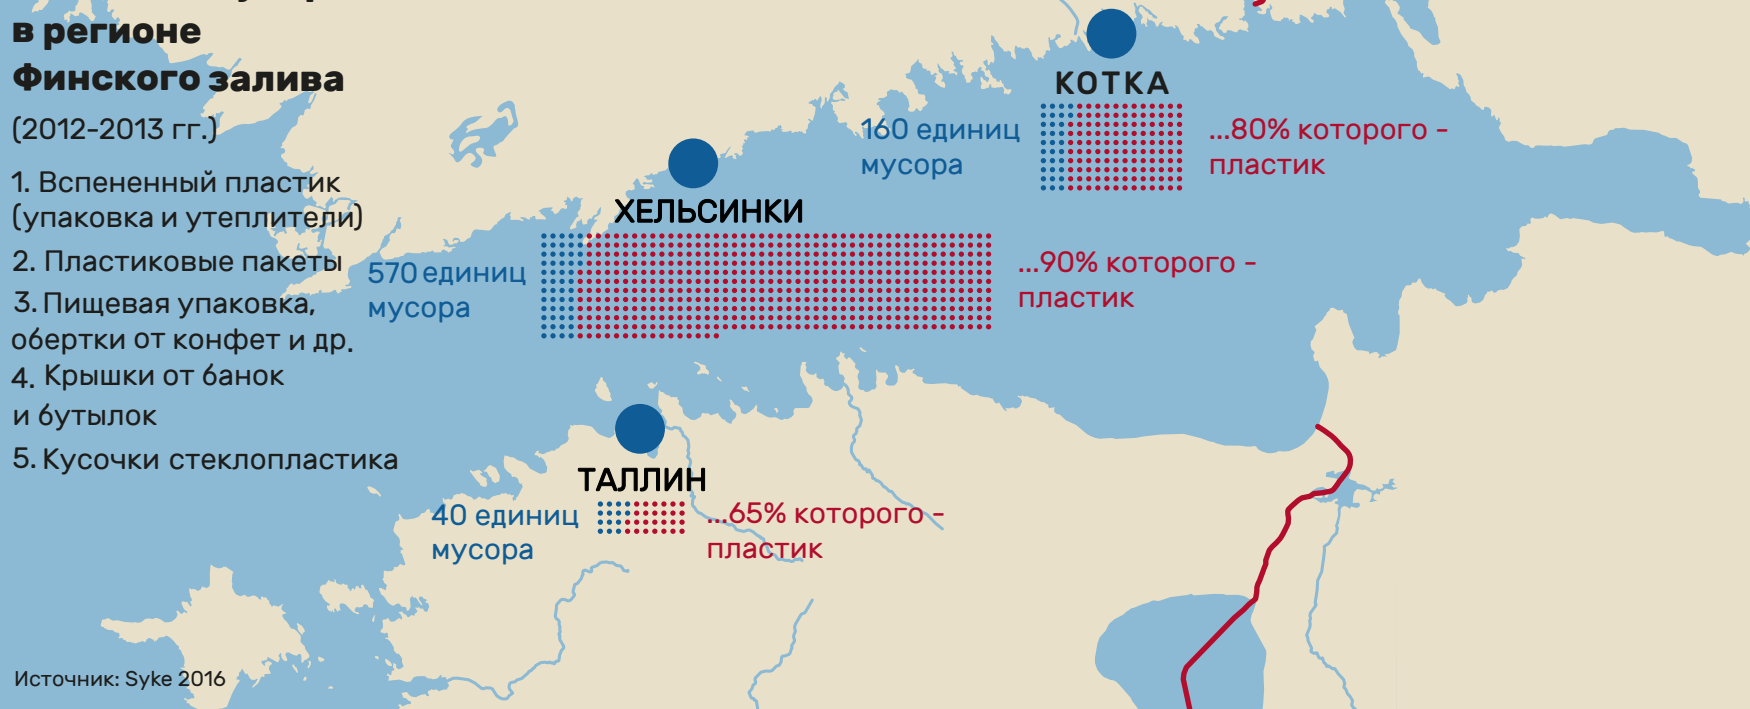 в регионе
Финского залива
(2012-2013 гг.)
1. Вспененный пластик
(упаковка и утеплители)
2. Пластиковые пакеты
3. Пищевая упаковка,
обертки от конфет и др.
4. Крышки от банок
и бутылок
5. Кусочки стеклопластика
Источник: Syke 2016
КОТКА
160 единиц
мусора
...80% которого -
пластик
ХЕЛЬСИНКИ
570 единиц
мусора
...90% которого -
пластик
ТАЛЛИН
40 единиц
мусора
...65% которого -
пластик